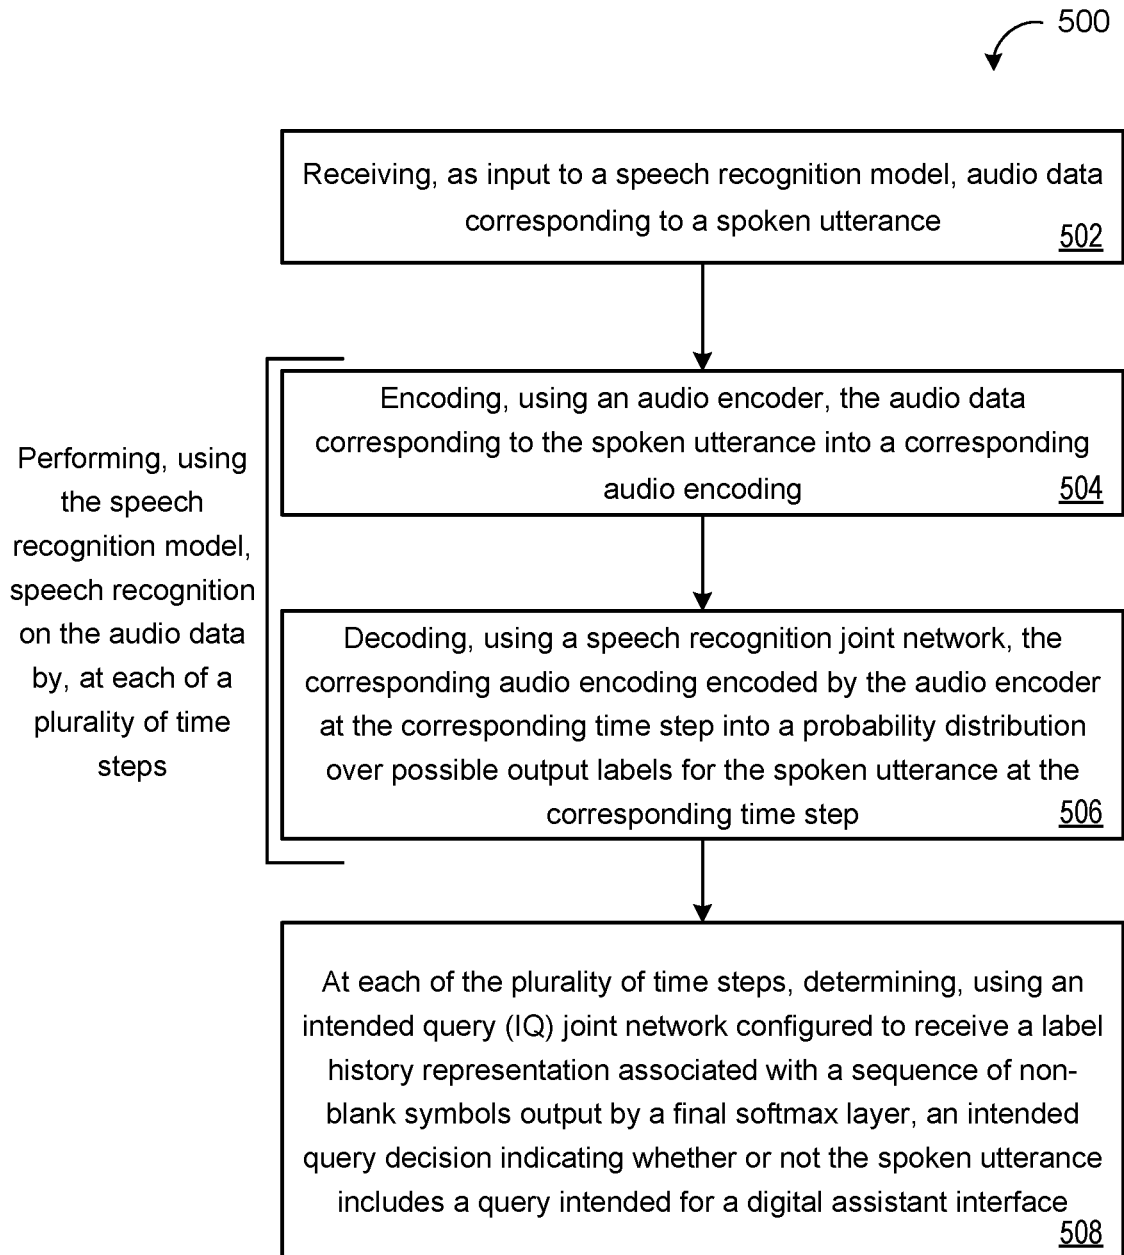 500
Receiving, as input to a speech recognition model, audio data
corresponding to a spoken utterance
502
Performing, using
the speech
recognition model,
speech recognition
on the audio data
by, at each of a
plurality of time
steps
Encoding, using an audio encoder, the audio data
corresponding to the spoken utterance into a corresponding
audio encoding
504
Decoding, using a speech recognition joint network, the
corresponding audio encoding encoded by the audio encoder
at the corresponding time step into a probability distribution
over possible output labels for the spoken utterance at the
corresponding time step
506
At each of the plurality of time steps, determining, using an
intended query (IQ) joint network configured to receive a label
history representation associated with a sequence of non-
blank symbols output by a final softmax layer, an intended
query decision indicating whether or not the spoken utterance
includes a query intended for a digital assistant interface
508